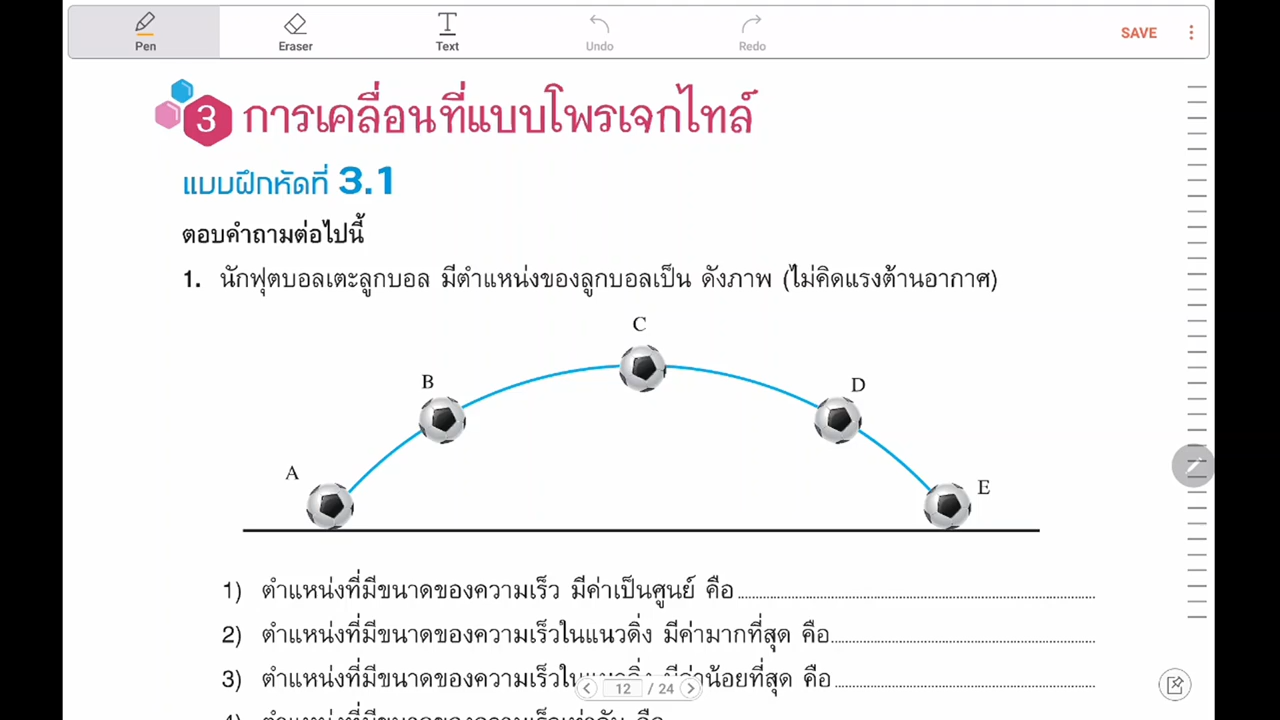 Pen Eraser Text Undo Redo SAVE
3 การเคลื่อนที่แบบโพรเจกไทล์
แบบฝึกหัดที่ 3.1
ตอบคำถามต่อไปนี้
1. นักฟุตบอลเตะลูกบอล มีตำแหน่งของลูกบอลเป็น ดังภาพ (ไม่คิดแรงต้านอากาศ)
C
B
D
A
E
1) ตำแหน่งที่มีขนาดของความเร็ว มีค่าเป็นศูนย์ คือ
2) ตำแหน่งที่มีขนาดของความเร็วในแนวดิ่ง มีค่ามากที่สุด คือ
3) ตำแหน่งที่มีขนาดของความเร็วในแนวดิ่ง มีค่าน้อยที่สุด คือ
12 / 24